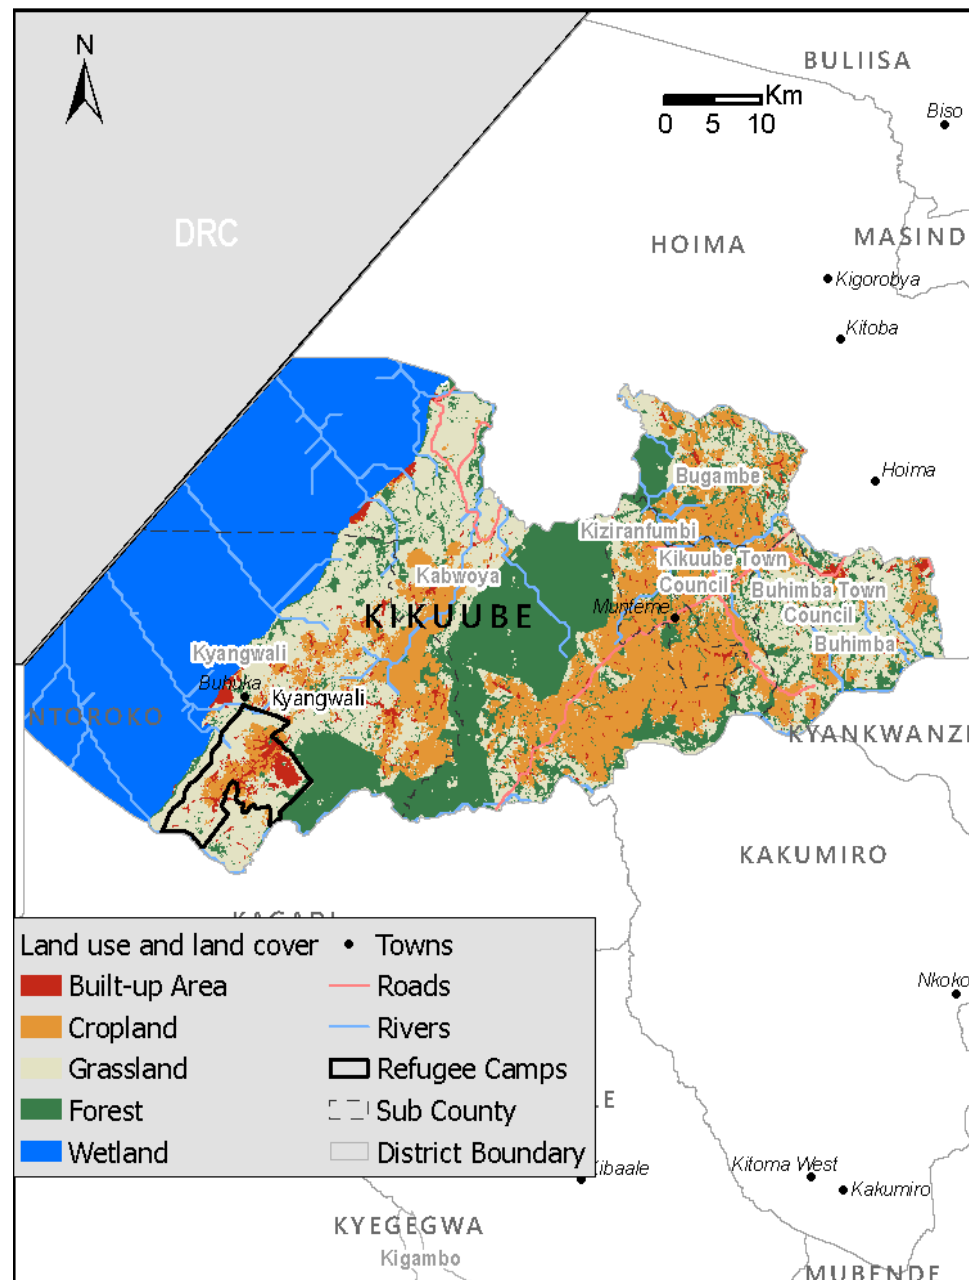 N
BULIISA
Km
0 5 10
Biso
DRC
HOIMA
MASIND
Kigorobya
Kitoba
Hoima
Bugambe
Kiziranfumbi
Kikuube Town
Council
Kabwoya
Buhimba Town
Council
KIKUUBE
Munteme
Buhimba
Kyangwali
Buhuka
Kyangwali
NTOROKO
KYANKWANZI
KAKUMIRO
Land use and land cover
Towns
Built-up Area
Roads
Cropland
Rivers
Grassland
Refugee Camps
Forest
Sub County
Wetland
District Boundary
Nkoko
LE
Kibaale
Kitoma West
Kakumiro
KYEGEGWA
Kigambo
MUBENDE